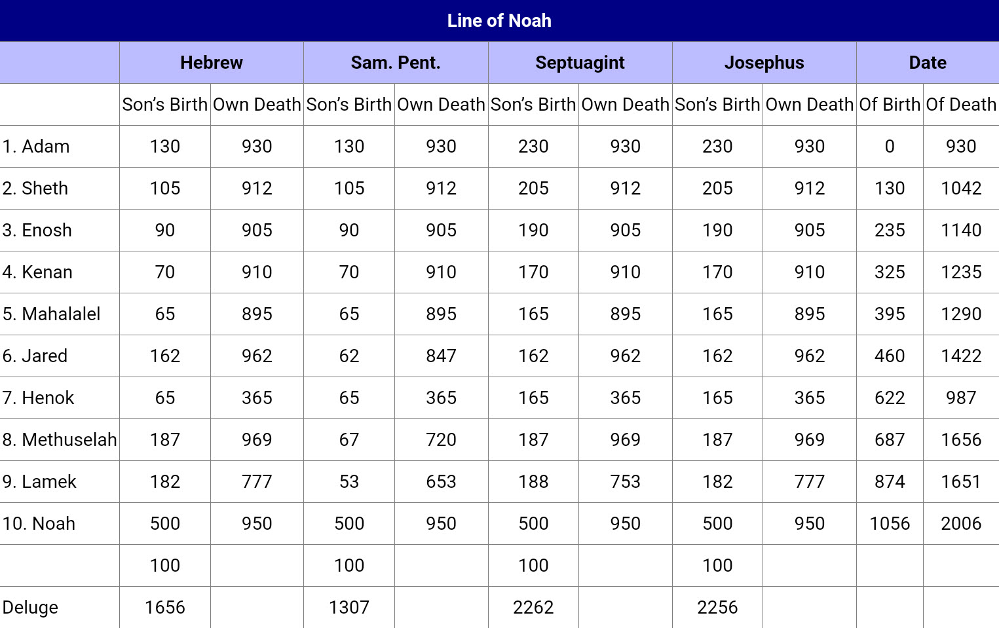 Line of Noah
Hebrew Sam. Pent. Septuagint Josephus Date
Son’s Birth Own Death Son’s Birth Own Death Son’s Birth Own Death Son’s Birth Own Death Of Birth Of Death
1. Adam 130 930 130 930 230 930 230 930 0 930
2. Sheth 105 912 105 912 205 912 205 912 130 1042
3. Enosh 90 905 90 905 190 905 190 905 235 1140
4. Kenan 70 910 70 910 170 910 170 910 325 1235
5. Mahalalel 65 895 65 895 165 895 165 895 395 1290
6. Jared 162 962 62 847 162 962 162 962 460 1422
7. Henok 65 365 65 365 165 365 165 365 622 987
8. Methuselah 187 969 67 720 187 969 187 969 687 1656
9. Lamek 182 777 53 653 188 753 182 777 874 1651
10. Noah 500 950 500 950 500 950 500 950 1056 2006
100 100 100 100
Deluge 1656 1307 2262 2256